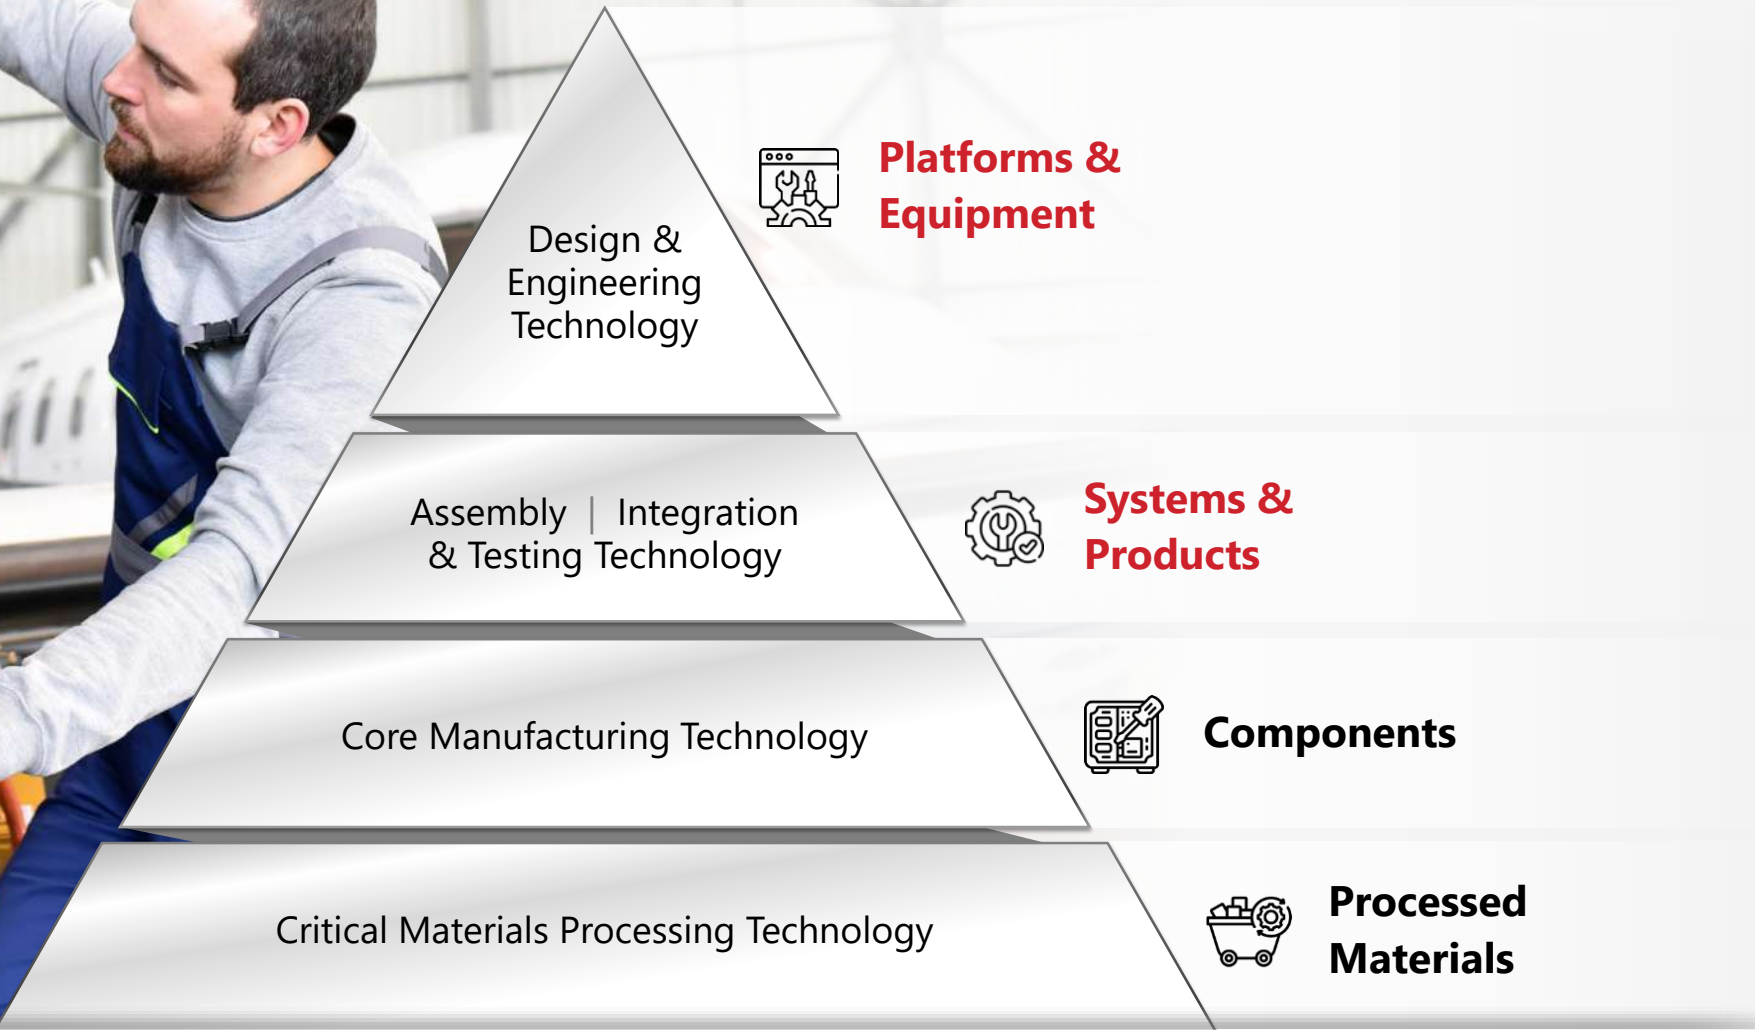 Design &
Engineering
Technology
Platforms &
Equipment
Assembly | Integration
& Testing Technology
Systems &
Products
Core Manufacturing Technology
Components
Critical Materials Processing Technology
Processed
Materials